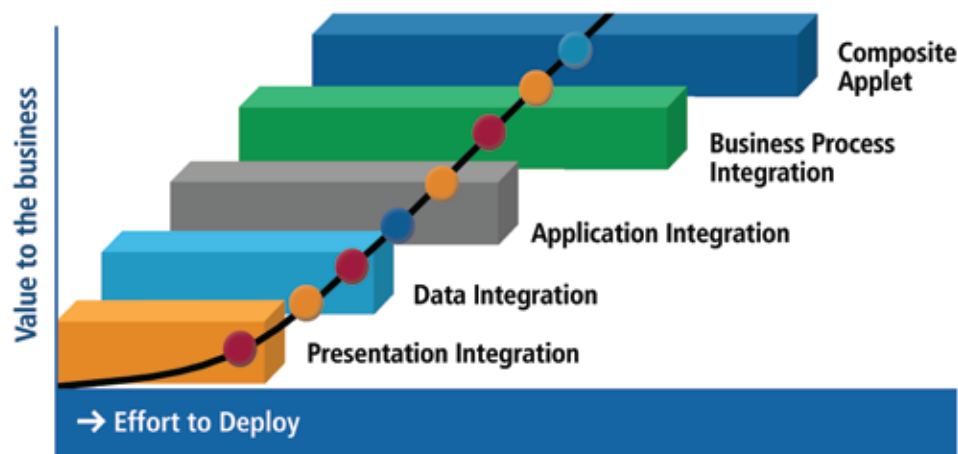 Value to the business
Composite
Applet
Business Process
Integration
Application Integration
Data Integration
Presentation Integration
→ Effort to Deploy